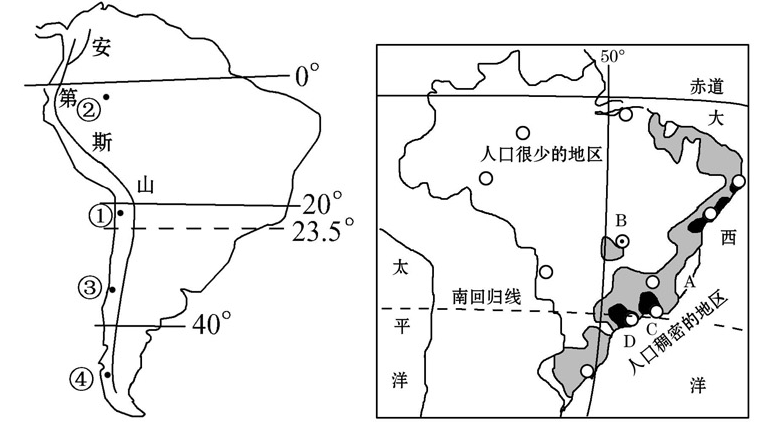 安
第
斯
山
0°
②
①
20°
23.5°
③
40°
④
50°
赤道
大
西
洋
人口很少的地区
B
A
太
平
洋
南回归线
C
D
人口稠密的地区